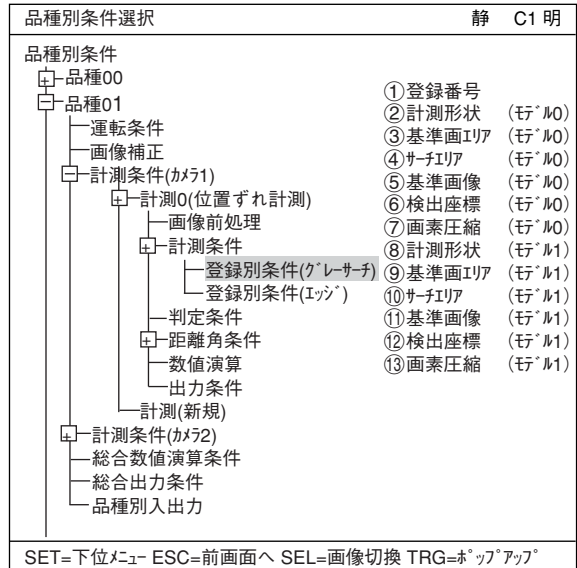 品種別条件選択 静 C1 明
品種別条件
品種00
品種01
運転条件
画像補正
計測条件(ｶﾒﾗ1)
計測0(位置ずれ計測)
画像前処理
計測条件
登録別条件(ｸﾞﾚｰｻｰﾁ)
登録別条件(ｴｯｼﾞ)
判定条件
距離角条件
数値演算
出力条件
計測(新規)
計測条件(ｶﾒﾗ2)
総合数値演算条件
総合出力条件
品種別入出力
①登録番号
②計測形状 (ﾓﾃﾞﾙ0)
③基準画ｴﾘｱ (ﾓﾃﾞﾙ0)
④ｻｰﾁｴﾘｱ (ﾓﾃﾞﾙ0)
⑤基準画像 (ﾓﾃﾞﾙ0)
⑥検出座標 (ﾓﾃﾞﾙ0)
⑦画素圧縮 (ﾓﾃﾞﾙ0)
⑧計測形状 (ﾓﾃﾞﾙ1)
⑨基準画ｴﾘｱ (ﾓﾃﾞﾙ1)
⑩ｻｰﾁｴﾘｱ (ﾓﾃﾞﾙ1)
⑪基準画像 (ﾓﾃﾞﾙ1)
⑫検出座標 (ﾓﾃﾞﾙ1)
⑬画素圧縮 (ﾓﾃﾞﾙ1)
SET=下位ﾒﾆｭｰ ESC=前画面へ SEL=画像切換 TRG=ﾎﾟｯﾌﾟｱｯﾌﾟ